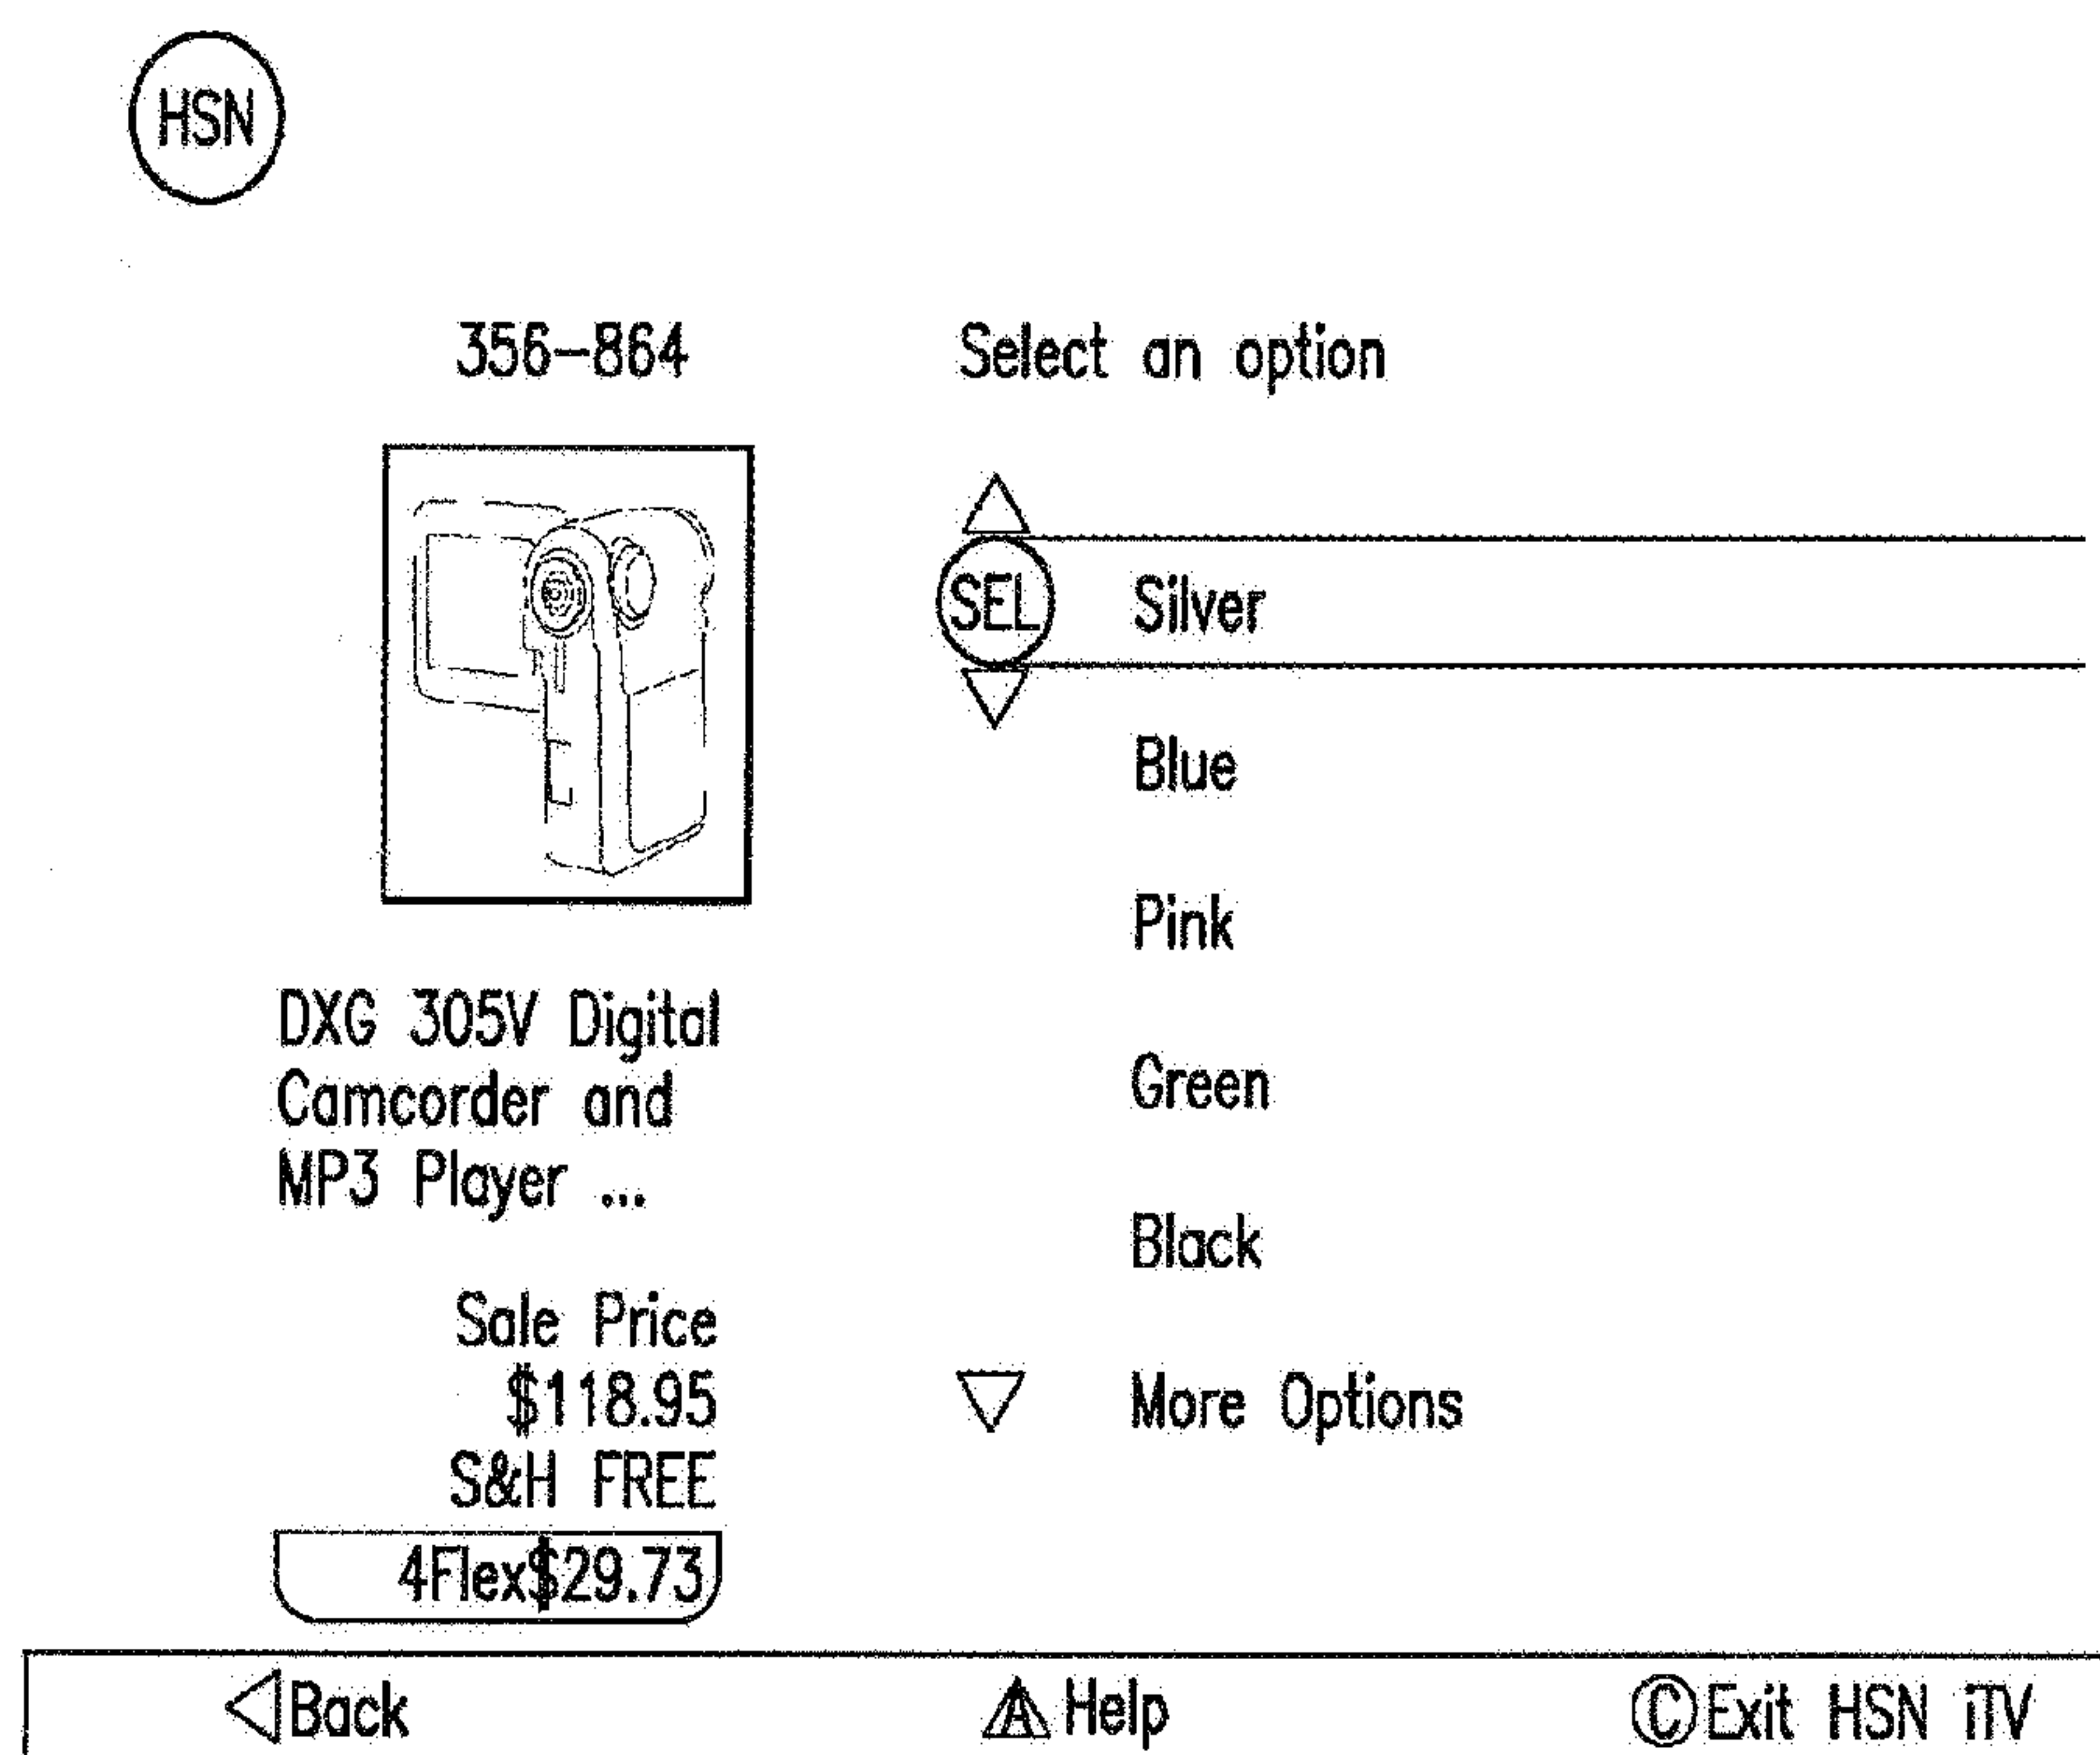 HSN
356-864
DXG 305V Digital
Camcorder and
MP3 Player ...
Sale Price
$118.95
S&H FREE
4Flex$29.73
Select an option
SEL Silver
Blue
Pink
Green
Black
More Options
Back
A Help
C Exit HSN iTV